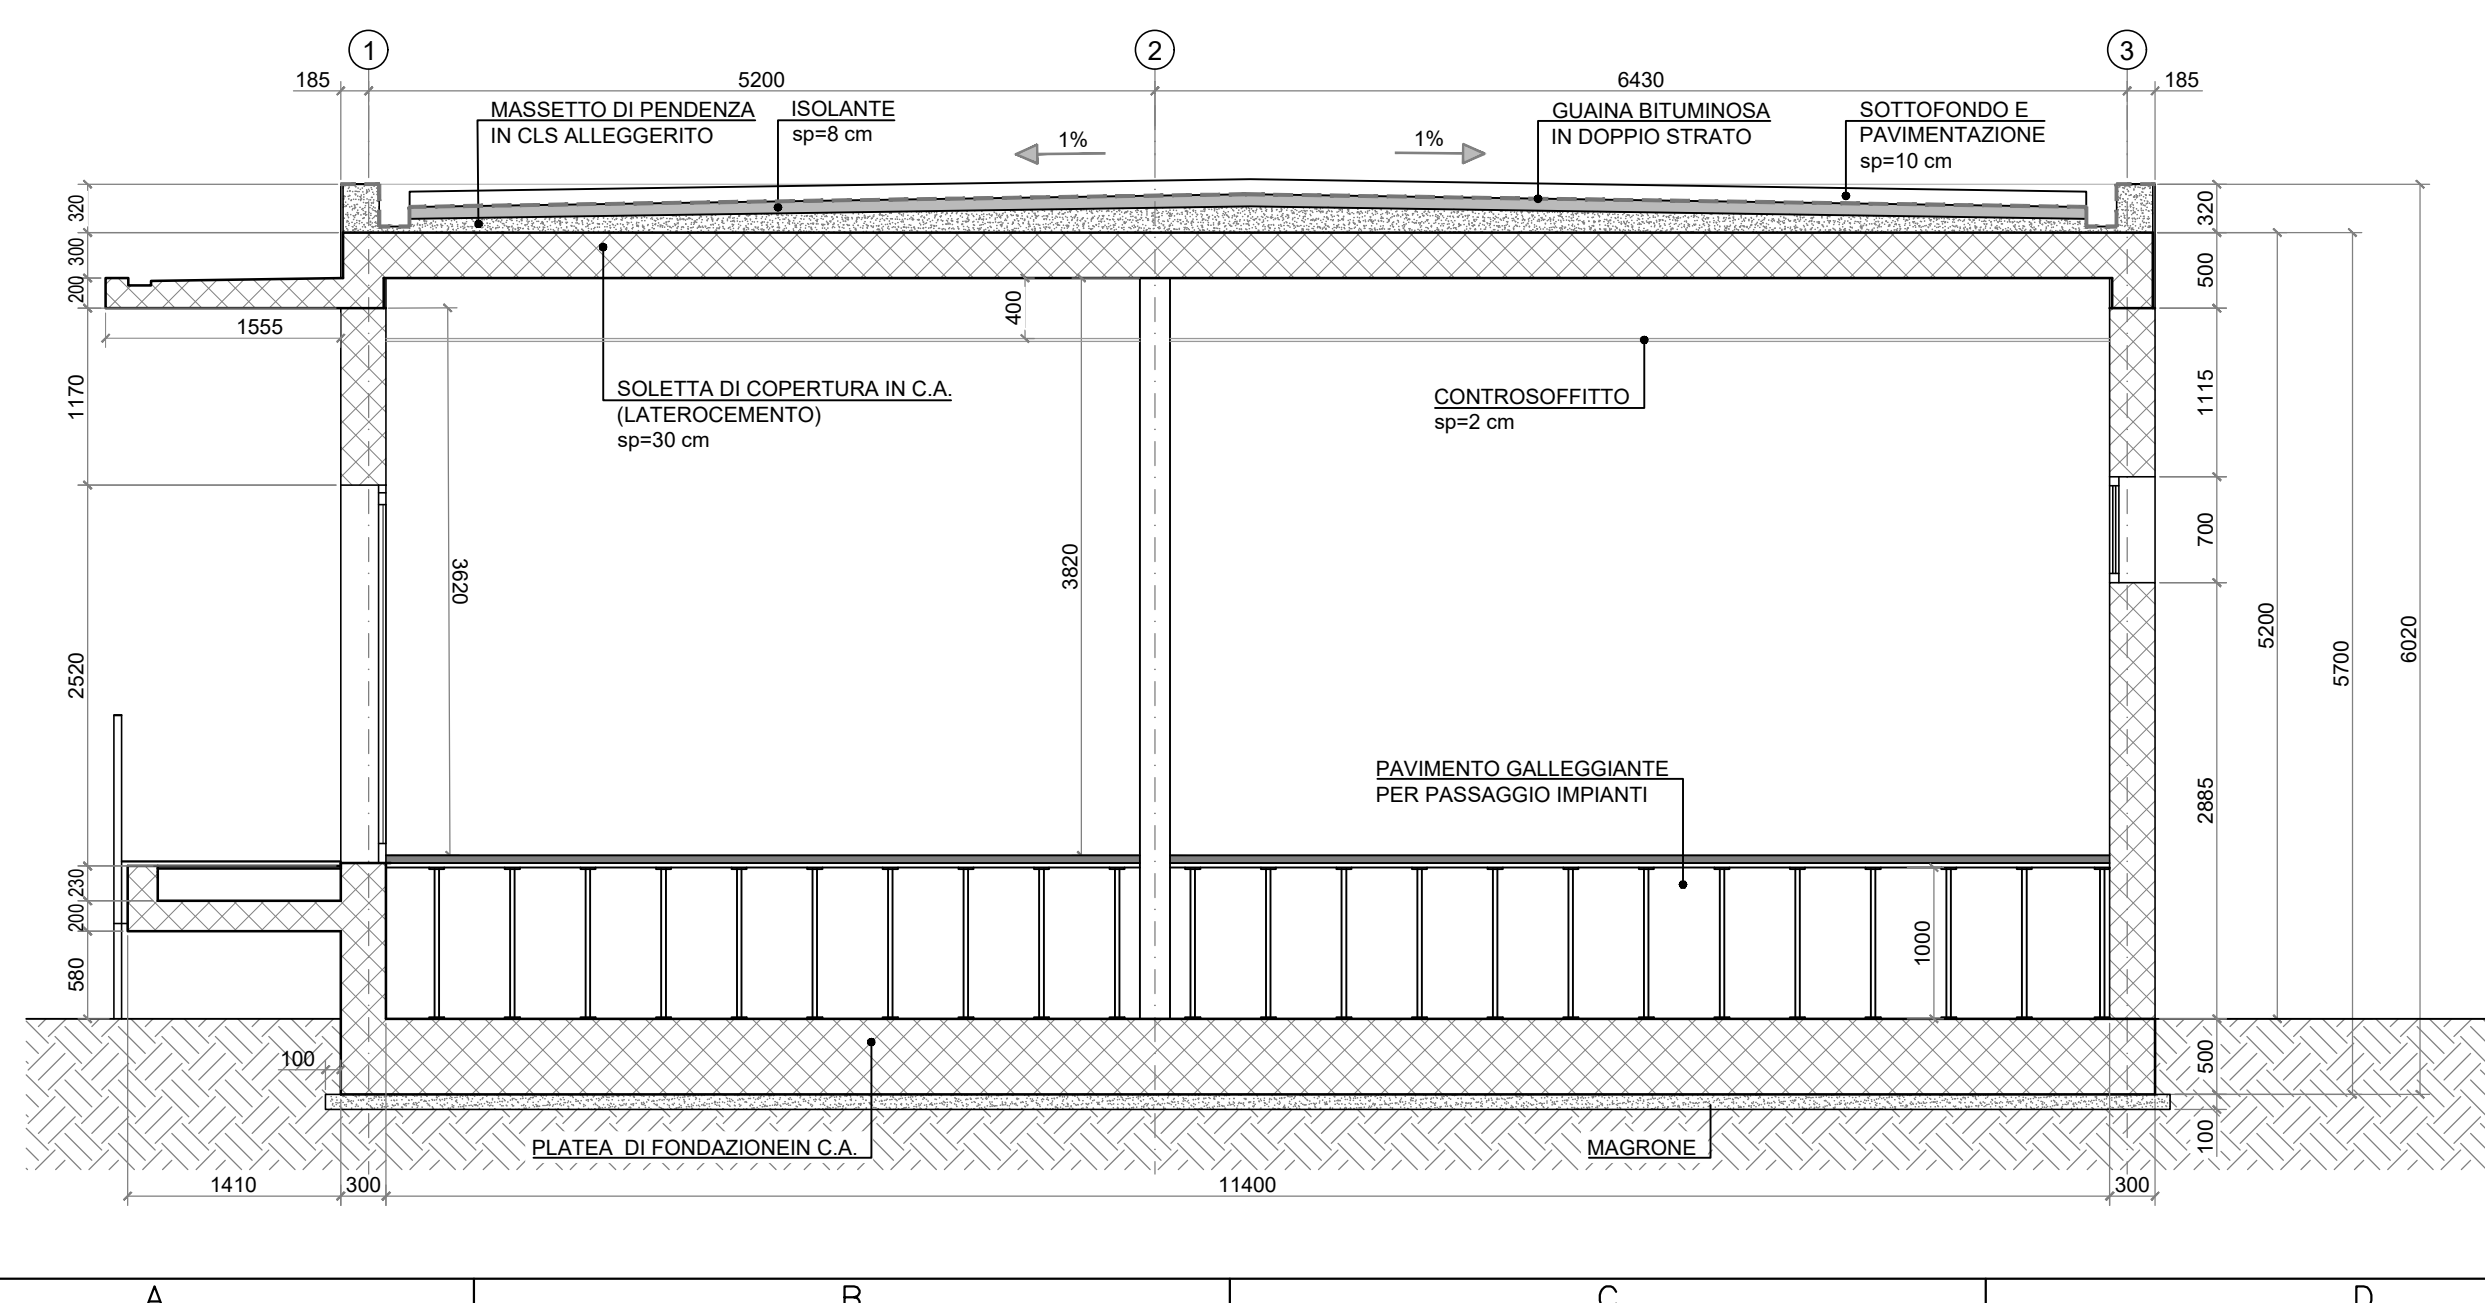 1
2
3
185
5200
6430
185
MASSETTO DI PENDENZA
IN CLS ALLEGGERITO
ISOLANTE
sp=8 cm
1%
1%
GUAINA BITUMINOSA
IN DOPPIO STRATO
SOTTOFONDO E
PAVIMENTAZIONE
sp=10 cm
320
300
200
1170
2520
230
200
580
1555
3620
400
3820
SOLETTA DI COPERTURA IN C.A.
(LATEROCEMENTO)
sp=30 cm
CONTROSOFFITTO
sp=2 cm
PAVIMENTO GALLEGGIANTE
PER PASSAGGIO IMPIANTI
1000
320
500
1115
700
2885
500
100
5200
5700
6020
100
PLATEA  DI FONDAZIONEIN C.A.
MAGRONE
1410
300
11400
300
A
B
C
D